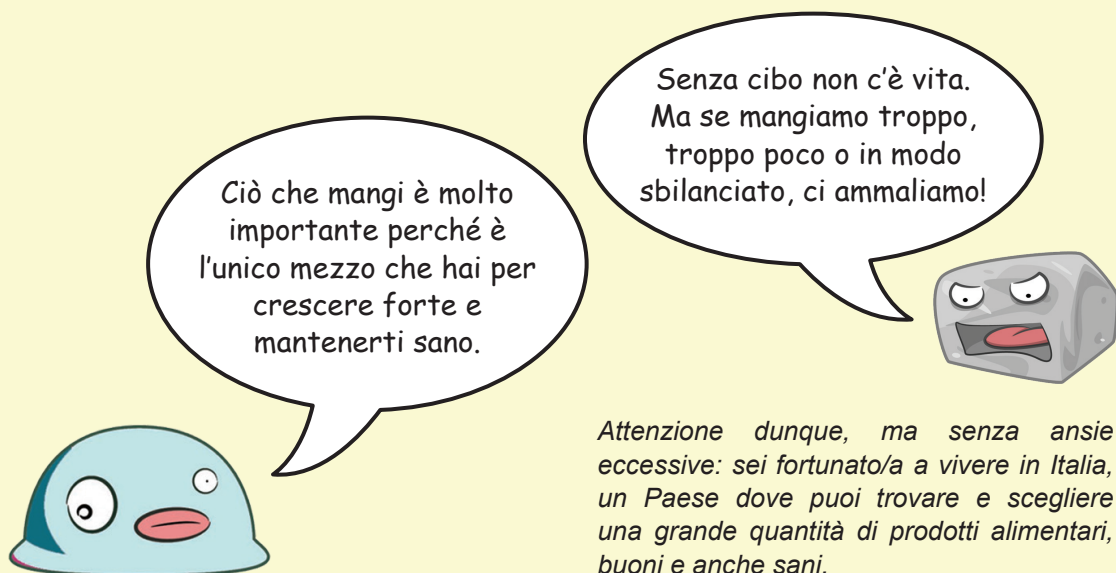 Senza cibo non c'è vita.
Ma se mangiamo troppo,
troppo poco o in modo
sbilanciato, ci ammaliamo!
Ciò che mangi è molto
importante perché è
l'unico mezzo che hai per
crescere forte e
mantenerti sano.
Attenzione dunque, ma senza ansie
eccessive: sei fortunato/a a vivere in Italia,
un Paese dove puoi trovare e scegliere
una grande quantità di prodotti alimentari,
buoni e anche sani.